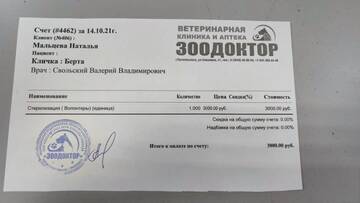 Счет (#4462) за 14.10.21г.
Клиент (№406) :
Мальцева Наталья
Пациент :
Кличка : Берта
Врач : Свольский Валерий Владимирович
ВЕТЕРИНАРНАЯ
КЛИНИКА И АПТЕКА
ЗООДОКТОР
Наименование Количество Цена Скидка(%) Стоимость
Стерилизация ( Волонтеры) (единица) 1.000 3000.00 руб. 3000.00 руб.
Скидка на общую сумму счета: 0.00%
Надбавка на общую сумму счета: 0.00%
Итого к оплате по счету: 3000.00 руб.
«ЗООДОКТОР»